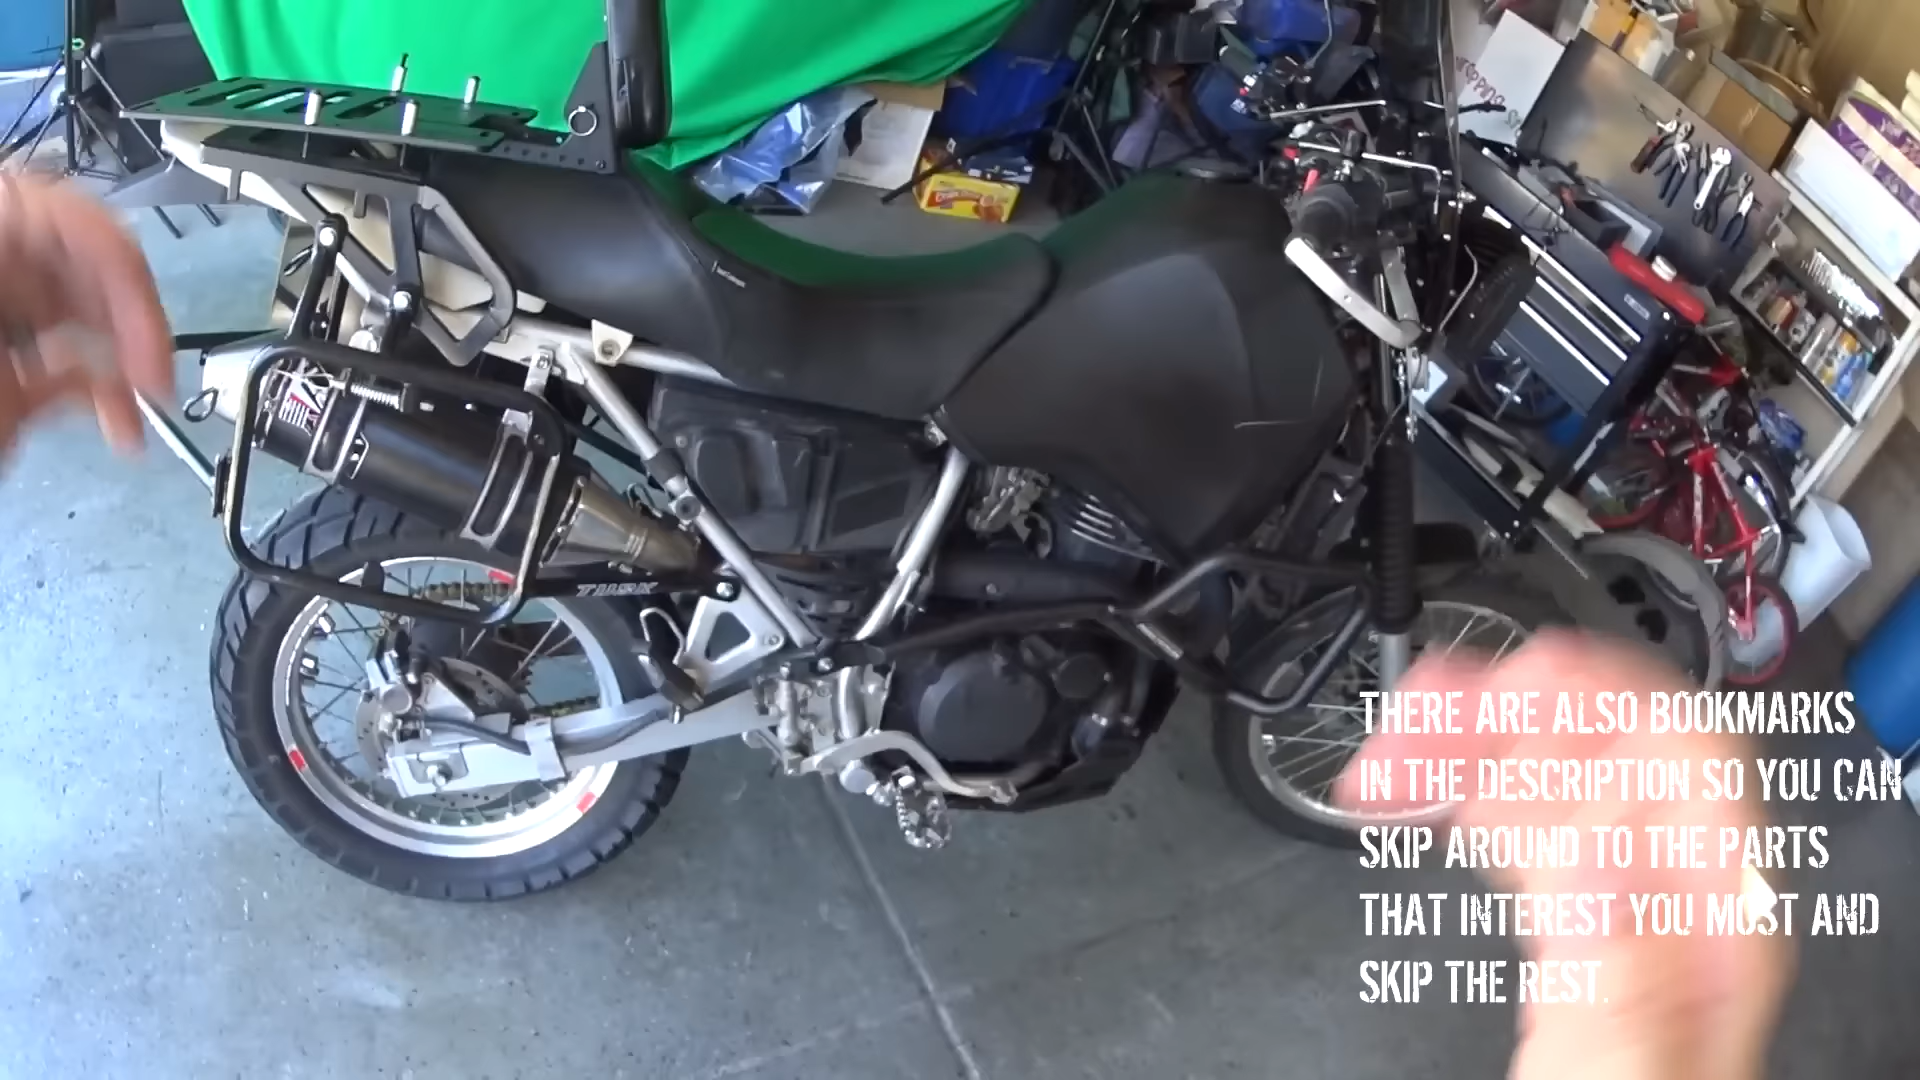 TUSK
THERE ARE ALSO BOOKMARKS
IN THE DESCRIPTION SO YOU CAN
SKIP AROUND TO THE PARTS
THAT INTEREST YOU MOST AND
SKIP THE REST.